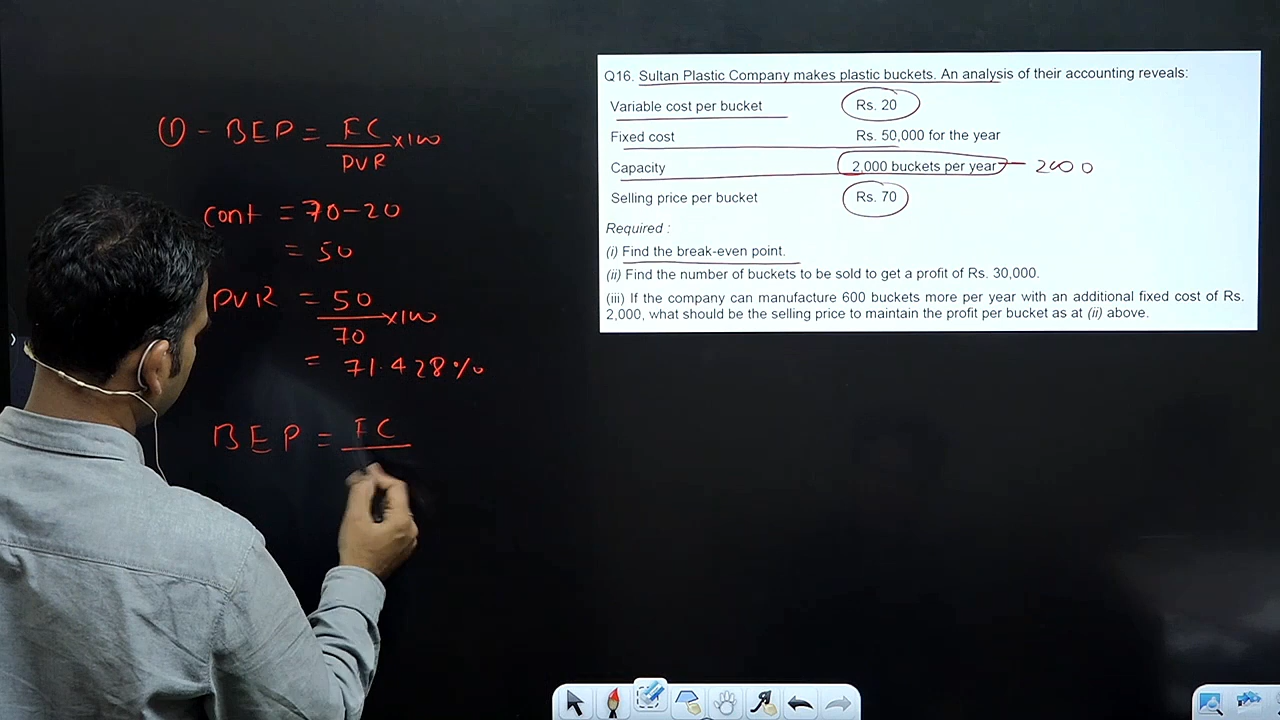 ① - BEP = FC / PVR ×100
cont = 70-20
= 50
PVR = 50 / 70 ×100
= 71.428%
BEP = FC
Q16. Sultan Plastic Company makes plastic buckets. An analysis of their accounting reveals:
Variable cost per bucket Rs. 20
Fixed cost Rs. 50,000 for the year
Capacity 2,000 buckets per year - 2000
Selling price per bucket Rs. 70
Required :
(i) Find the break-even point.
(ii) Find the number of buckets to be sold to get a profit of Rs. 30,000.
(iii) If the company can manufacture 600 buckets more per year with an additional fixed cost of Rs.
2,000, what should be the selling price to maintain the profit per bucket as at (ii) above.